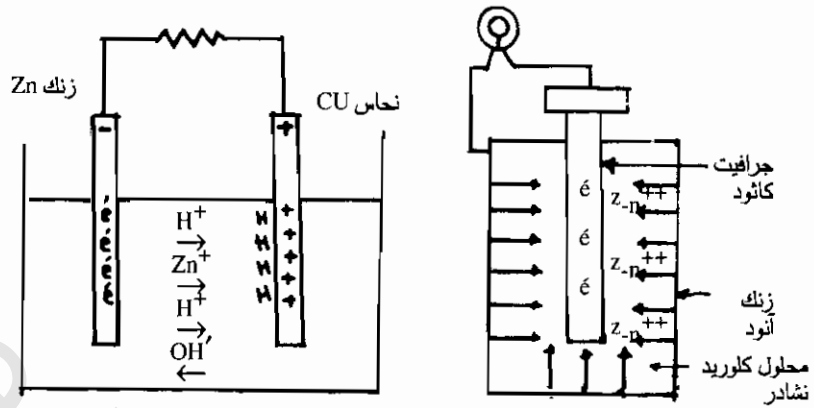 زنك Zn
نحاس CU
-
+
H⁺
Zn⁺
H⁺
OH′
H
H
H
H
+
+
+
+
+
جرافيت
كاثود
é
é
é
z-n⁺⁺
z-n⁺⁺
z-n⁺⁺
زنك
آنود
محلول كلوريد
نشادر